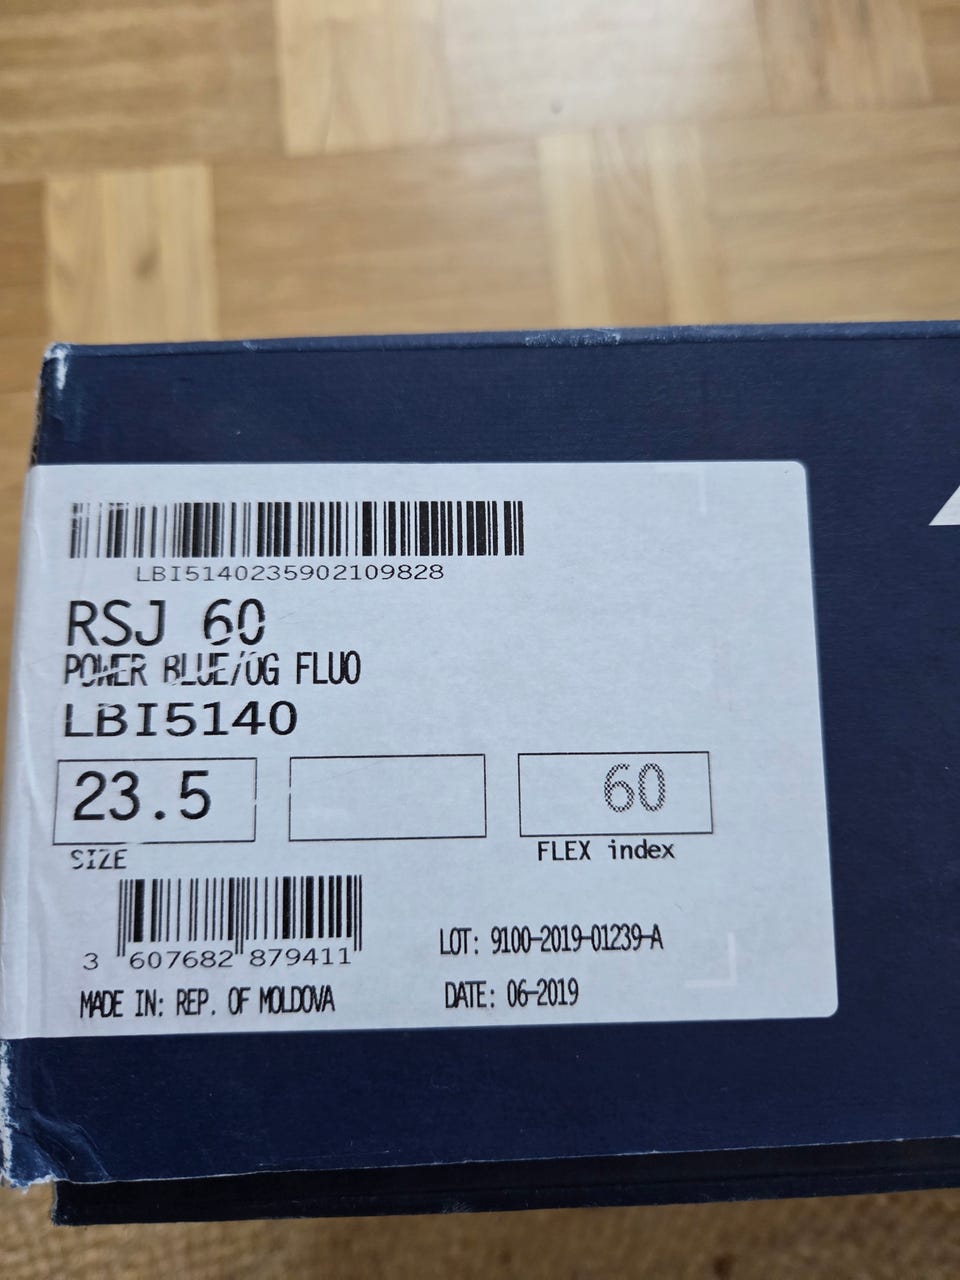 LBI5140235902109828
RSJ 60
POWER BLUE/OG FLUO
LBI5140
23.5
60
SIZE
FLEX index
3 607682 879411
LOT: 9100-2019-01239-A
MADE IN: REP. OF MOLDOVA
DATE: 06-2019